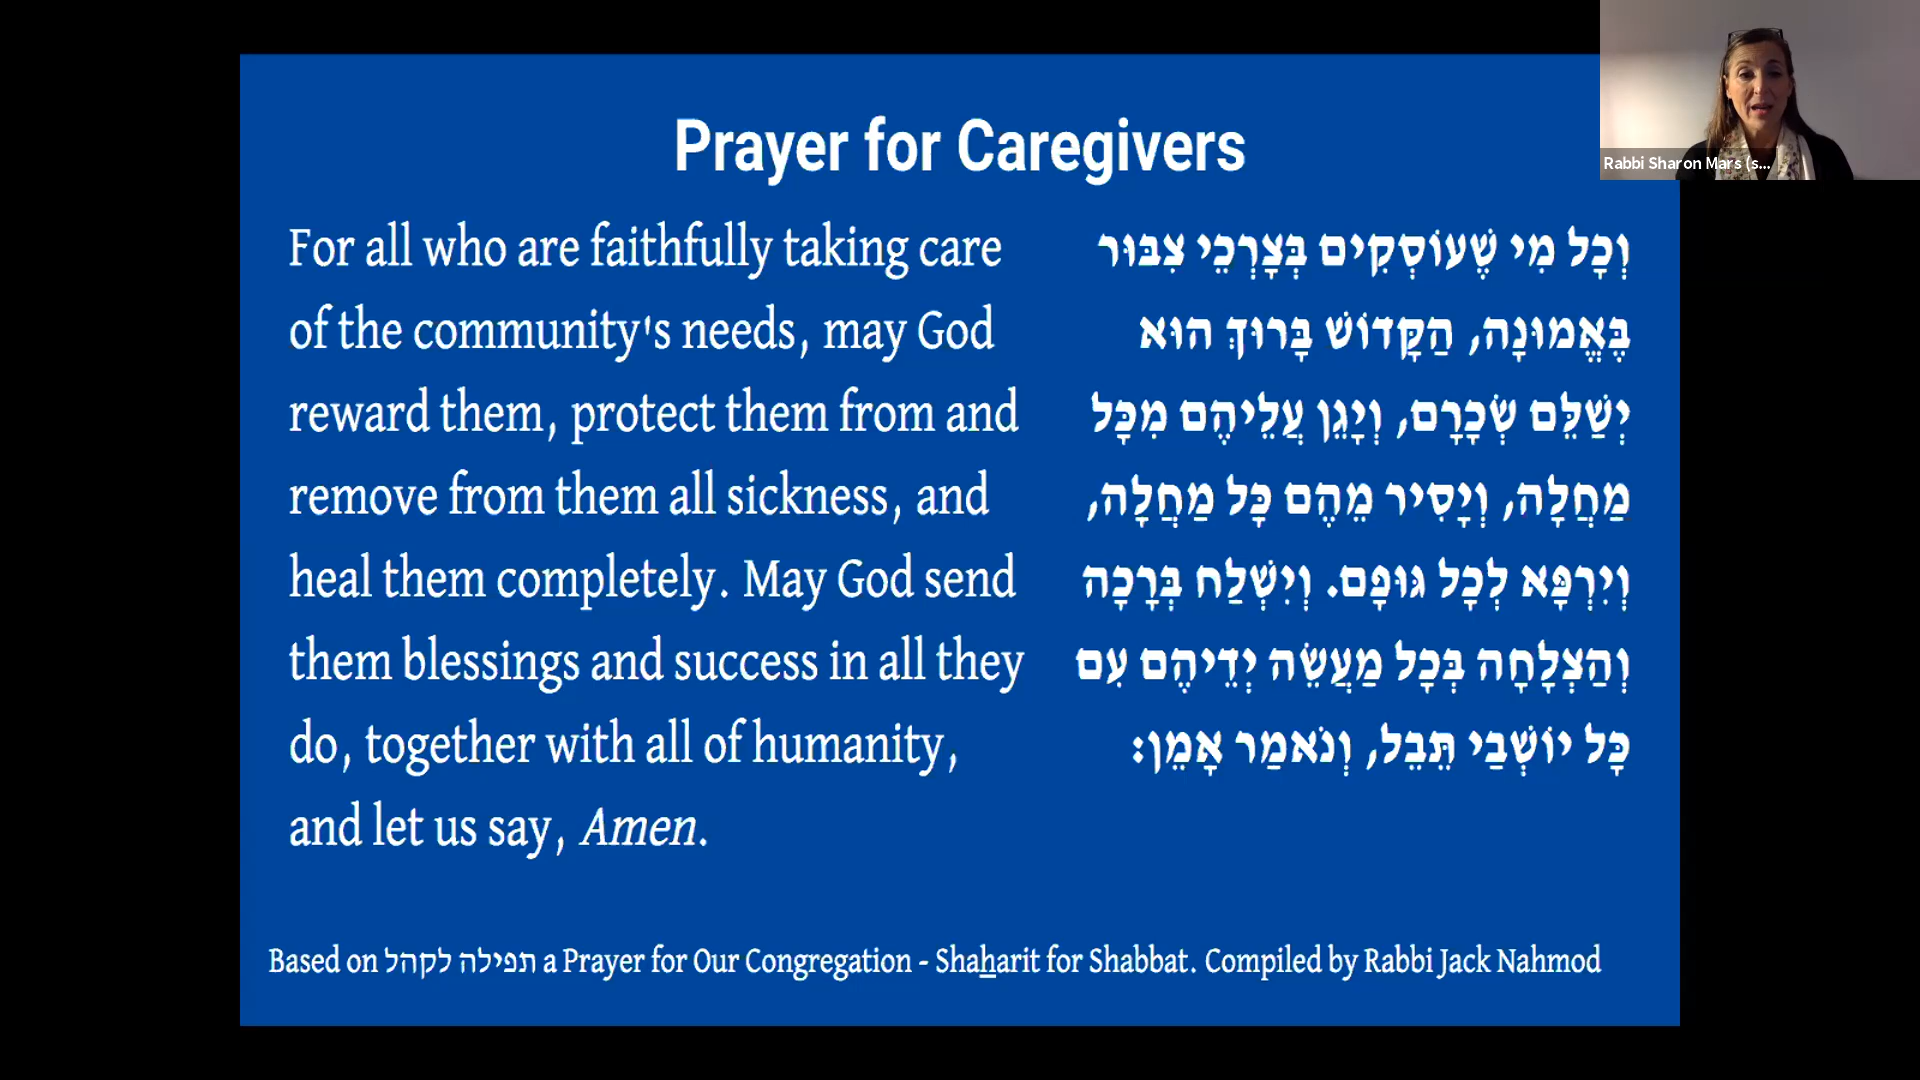 Prayer for Caregivers
For all who are faithfully taking care
of the community's needs, may God
reward them, protect them from and
remove from them all sickness, and
heal them completely. May God send
them blessings and success in all they
do, together with all of humanity,
and let us say, Amen.
וְכָל מִי שֶׁעוֹסְקִים בְּצָרְכֵי צִבּוּר
בֶּאֱמוּנָה, הַקָּדוֹשׁ בָּרוּךְ הוּא
יְשַׁלֵּם שְׂכָרָם, וְיָגֵן עֲלֵיהֶם מִכָּל
מַחֲלָה, וְיָסִיר מֵהֶם כָּל מַחֲלָה,
וְיִרְפָּא לְכָל גּוּפָם. וְיִשְׁלַח בְּרָכָה
וְהַצְלָחָה בְּכָל מַעֲשֵׂה יְדֵיהֶם עִם
כָּל יוֹשְׁבַי תֵּבֵל, וְנֹאמַר אָמֵן:
Based on תפילה לקהל a Prayer for Our Congregation - Shaẖarit for Shabbat. Compiled by Rabbi Jack Nahmod
Rabbi Sharon Mars (s...